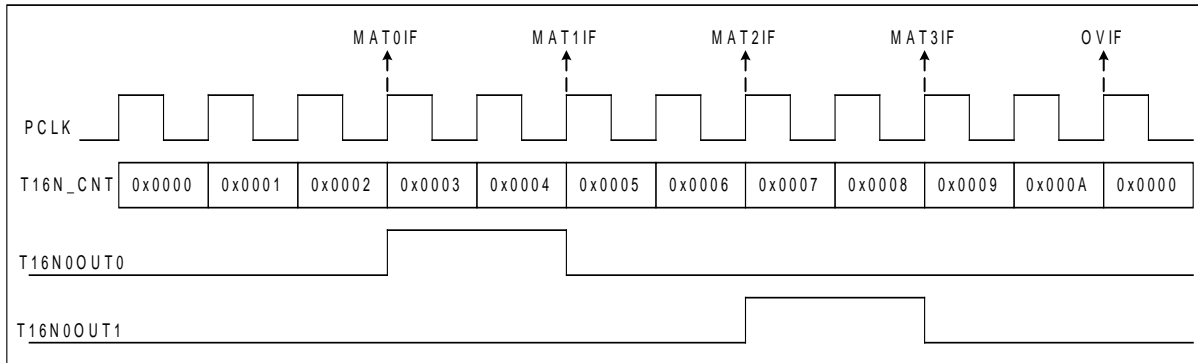 MAT0IF MAT1IF MAT2IF MAT3IF OVIF
PCLK
T16N_CNT 0x0000 0x0001 0x0002 0x0003 0x0004 0x0005 0x0006 0x0007 0x0008 0x0009 0x000A 0x0000
T16N0OUT0
T16N0OUT1